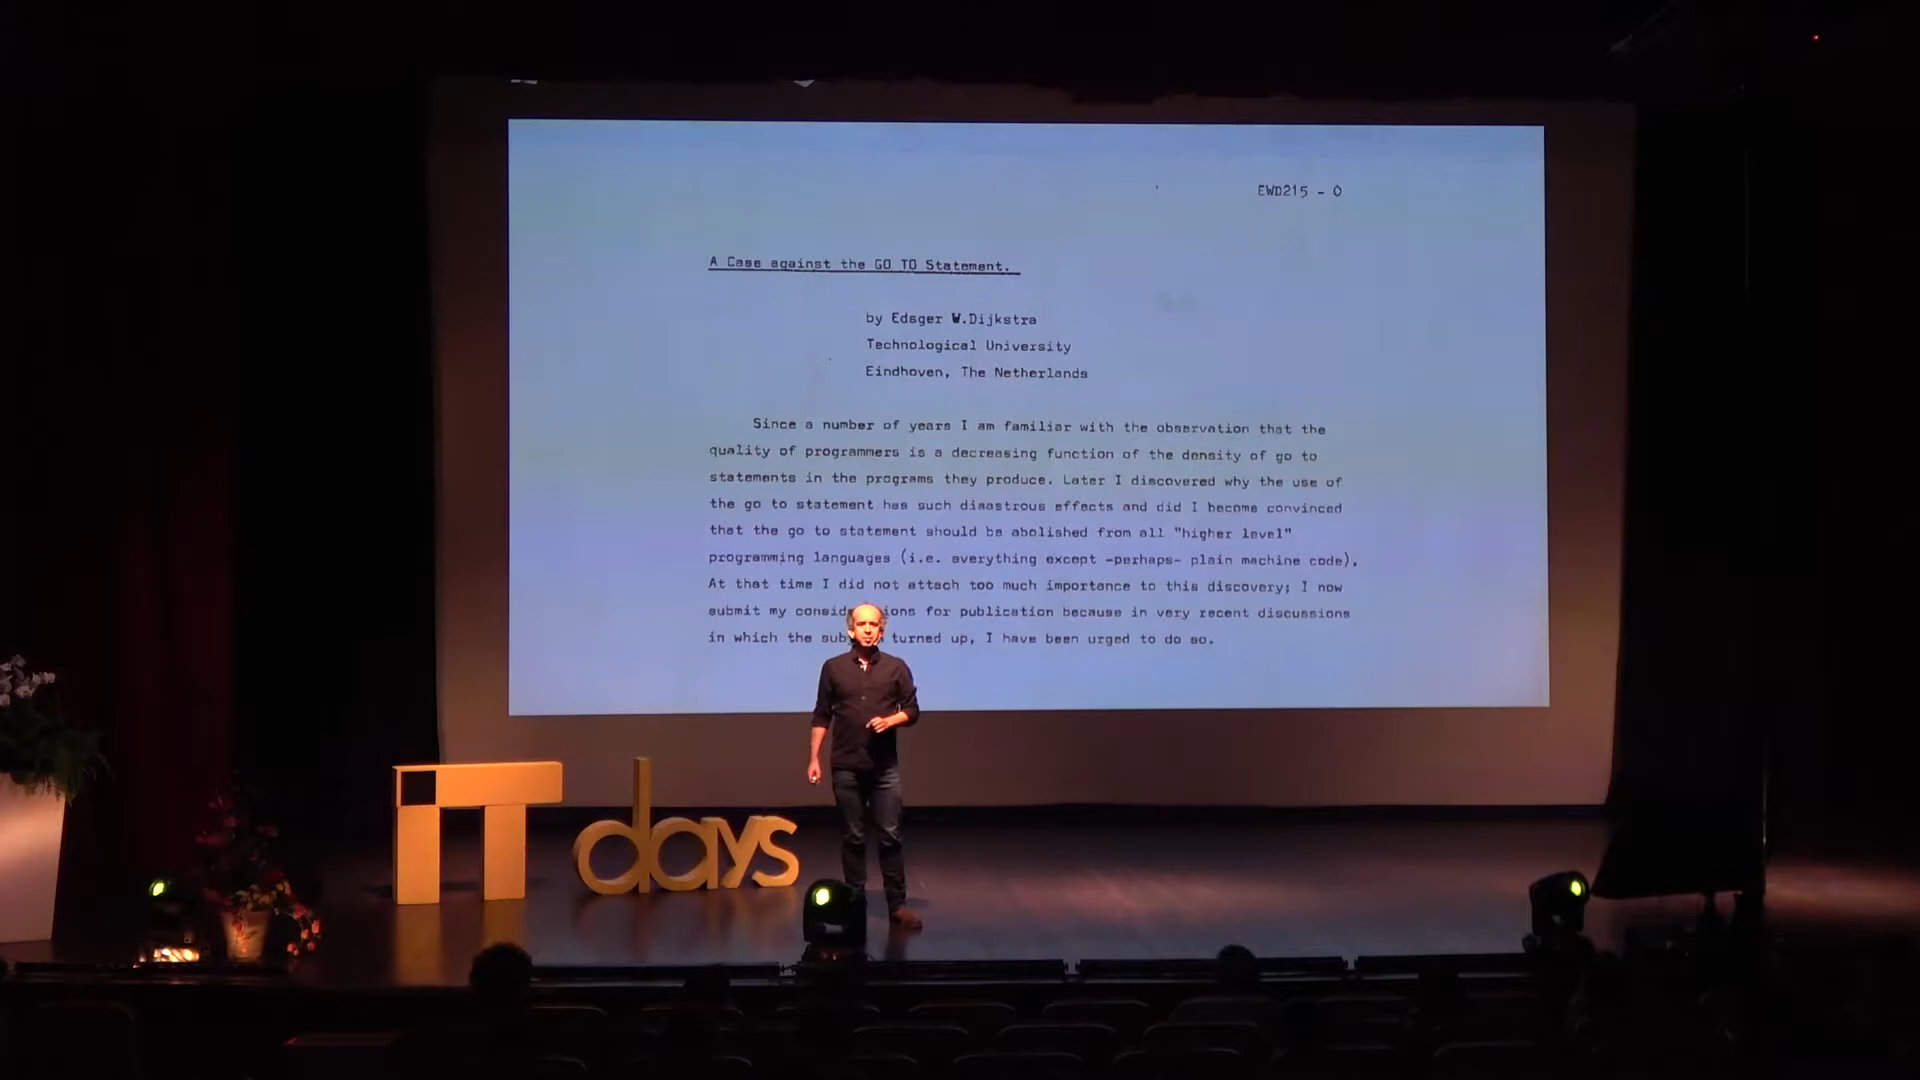 EWD215 - 0
A Case against the GO TO Statement.
by Edsger W.Dijkstra
Technological University
Eindhoven, The Netherlands
Since a number of years I am familiar with the observation that the
quality of programmers is a decreasing function of the density of go to
statements in the programs they produce. Later I discovered why the use of
the go to statement has such disastrous effects and did I become convinced
that the go to statement should be abolished from all "higher level"
programming languages (i.e. everything except -perhaps- plain machine code).
At that time I did not attach too much importance to this discovery; I now
submit my for publication because in very recent discussions
in which the turned up, I have been urged to do so.
iT days